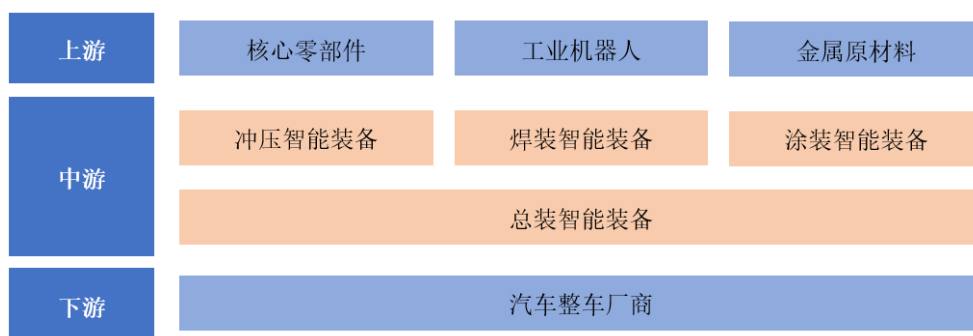 上游
核心零部件
工业机器人
金属原材料
中游
冲压智能装备
焊装智能装备
涂装智能装备
总装智能装备
下游
汽车整车厂商